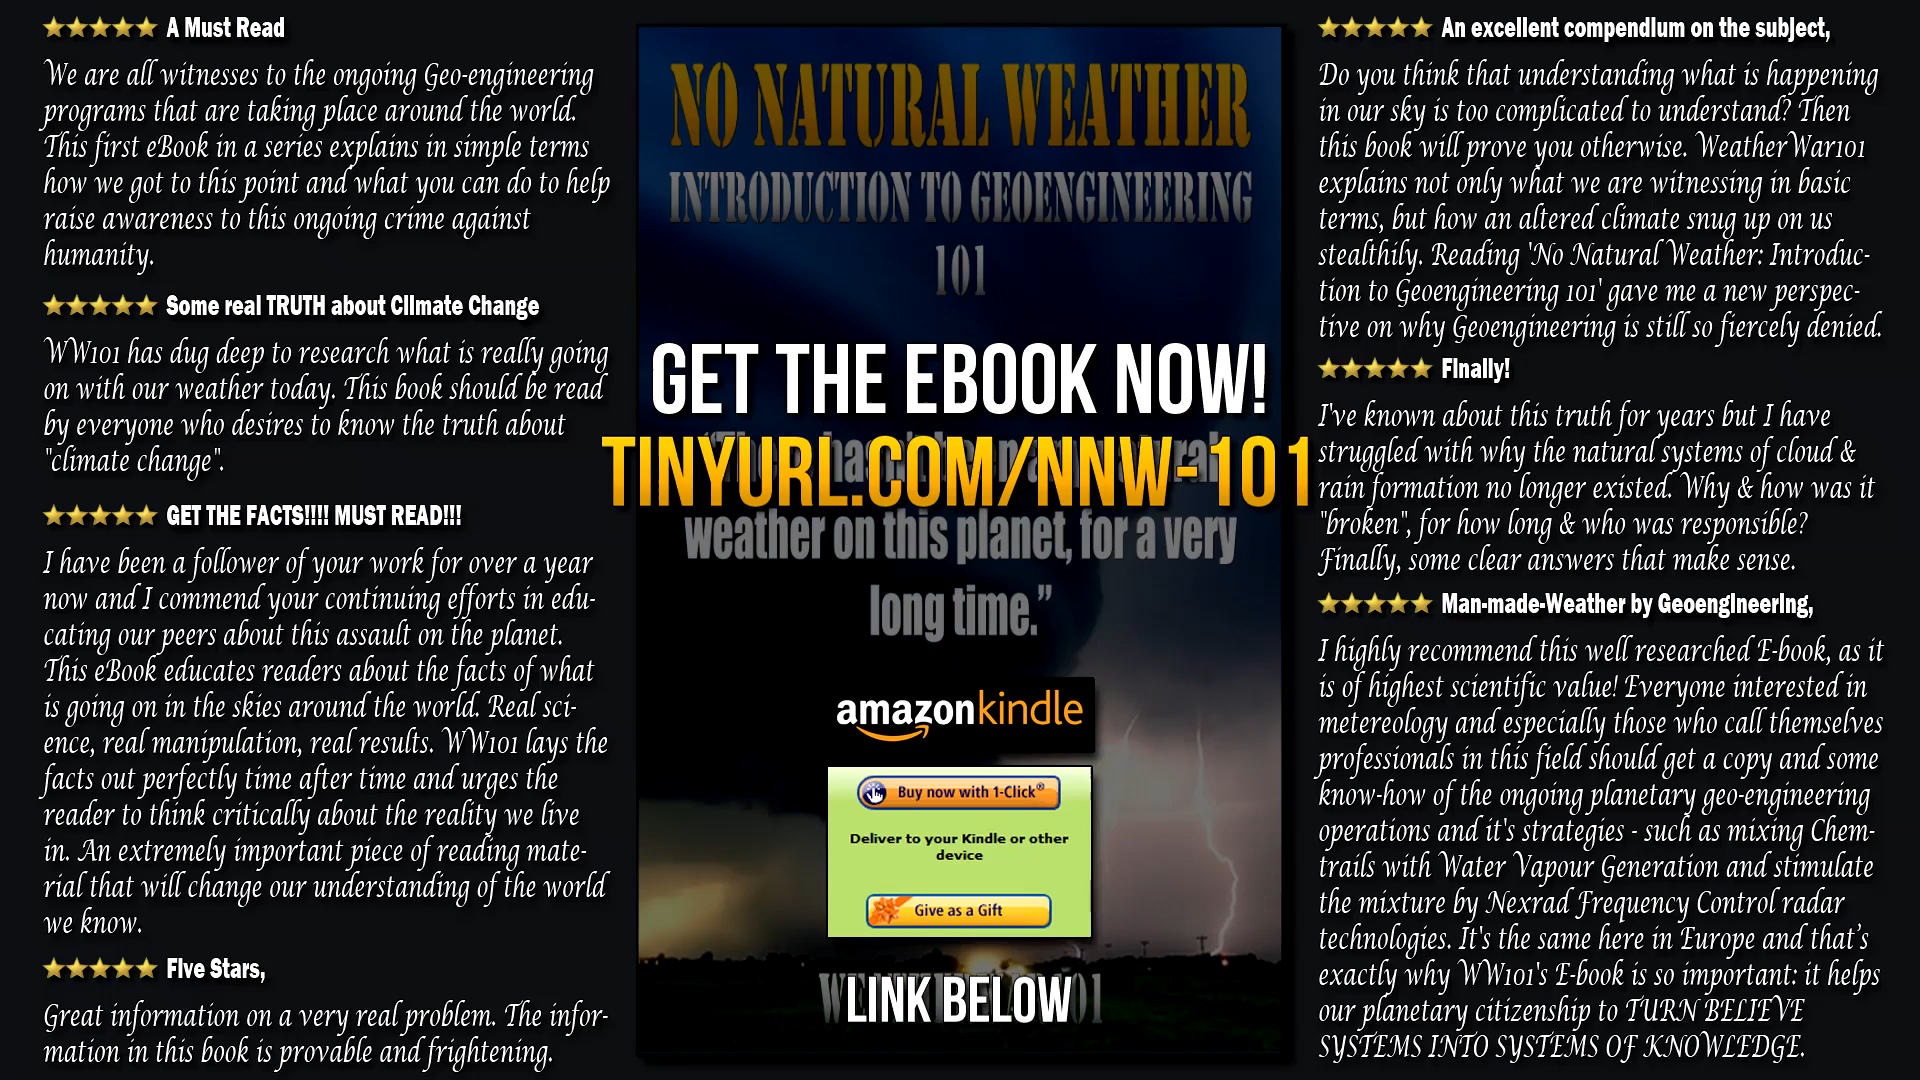 A Must Read
We are all witnesses to the ongoing Geo-engineering
programs that are taking place around the world.
This first eBook in a series explains in simple terms
how we got to this point and what you can do to help
raise awareness to this ongoing crime against
humanity.
Some real TRUTH about Climate Change
WW101 has dug deep to research what is really going
on with our weather today. This book should be read
by everyone who desires to know the truth about
"climate change".
GET THE FACTS!!!! MUST READ!!!
I have been a follower of your work for over a year
now and I commend your continuing efforts in edu-
cating our peers about this assault on the planet.
This eBook educates readers about the facts of what
is going on in the skies around the world. Real sci-
ence, real manipulation, real results. WW101 lays the
facts out perfectly time after time and urges the
reader to think critically about the reality we live
in. An extremely important piece of reading mate-
rial that will change our understanding of the world
we know.
Five Stars,
Great information on a very real problem. The infor-
mation in this book is provable and frightening.
NO NATURAL WEATHER
INTRODUCTION TO GEOENGINEERING
101
GET THE EBOOK NOW!
TINYURL.COM/NNW-101
weather on this planet, for a very
long time.”
amazonkindle
Buy now with 1-Click®
Deliver to your Kindle or other
device
Give as a Gift
LINK BELOW
An excellent compendium on the subject,
Do you think that understanding what is happening
in our sky is too complicated to understand? Then
this book will prove you otherwise. WeatherWar101
explains not only what we are witnessing in basic
terms, but how an altered climate snug up on us
stealthily. Reading 'No Natural Weather: Introduc-
tion to Geoengineering 101' gave me a new perspec-
tive on why Geoengineering is still so fiercely denied.
Finally!
I've known about this truth for years but I have
struggled with why the natural systems of cloud &
rain formation no longer existed. Why & how was it
"broken", for how long & who was responsible?
Finally, some clear answers that make sense.
Man-made-Weather by Geoengineering,
I highly recommend this well researched E-book, as it
is of highest scientific value! Everyone interested in
metereology and especially those who call themselves
professionals in this field should get a copy and some
know-how of the ongoing planetary geo-engineering
operations and it's strategies - such as mixing Chem-
trails with Water Vapour Generation and stimulate
the mixture by Nexrad Frequency Control radar
technologies. It's the same here in Europe and that’s
exactly why WW101's E-book is so important: it helps
our planetary citizenship to TURN BELIEVE
SYSTEMS INTO SYSTEMS OF KNOWLEDGE.